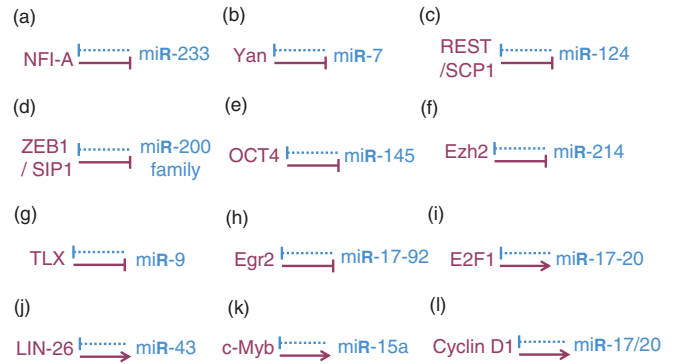 (a)
NFI-A miR-233
(b)
Yan miR-7
(c)
REST
/SCP1 miR-124
(d)
ZEB1
/ SIP1
miR-200
family
(e)
OCT4 miR-145
(f)
Ezh2 miR-214
(g)
TLX miR-9
(h)
Egr2 miR-17-92
(i)
E2F1 miR-17-20
(j)
LIN-26 miR-43
(k)
c-Myb miR-15a
(l)
Cyclin D1 miR-17/20